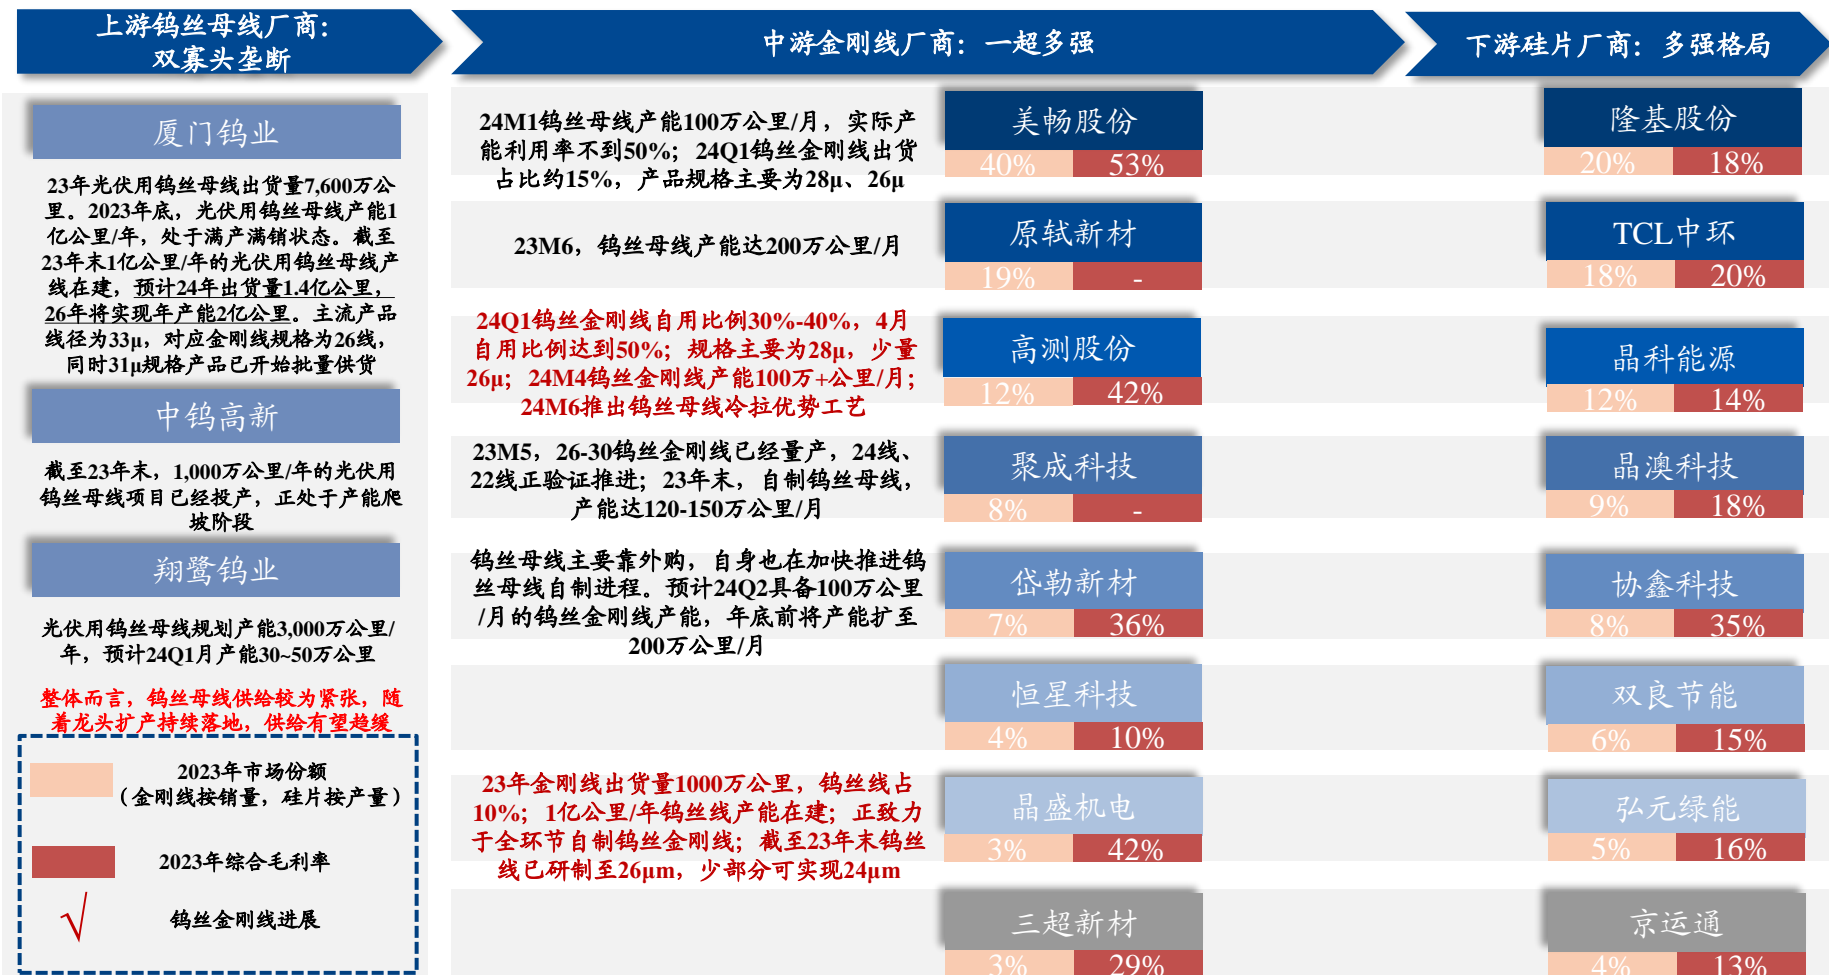 上游钨丝母线厂商：
双寡头垄断
中游金刚线厂商：一超多强
下游硅片厂商：多强格局
厦门钨业
23年光伏用钨丝母线出货量7,600万公
里。2023年底，光伏用钨丝母线产能1
亿公里/年，处于满产满销状态。截至
23年末1亿公里/年的光伏用钨丝母线产
线在建，预计24年出货量1.4亿公里，
26年将实现年产能2亿公里。主流产品
线径为33μ，对应金刚线规格为26线，
同时31μ规格产品已开始批量供货
中钨高新
截至23年末，1,000万公里/年的光伏用
钨丝母线项目已经投产，正处于产能爬
坡阶段
翔鹭钨业
光伏用钨丝母线规划产能3,000万公里/
年，预计24Q1月产能30~50万公里
整体而言，钨丝母线供给较为紧张，随
着龙头扩产持续落地，供给有望趋缓
2023年市场份额
（金刚线按销量，硅片按产量）
2023年综合毛利率
√ 钨丝金刚线进展
24M1钨丝母线产能100万公里/月，实际产
能利用率不到50%；24Q1钨丝金刚线出货
占比约15%，产品规格主要为28μ、26μ
美畅股份
40% 53%
23M6，钨丝母线产能达200万公里/月
原轼新材
19% -
24Q1钨丝金刚线自用比例30%-40%，4月
自用比例达到50%；规格主要为28μ，少量
26μ；24M4钨丝金刚线产能100万+公里/月；
24M6推出钨丝母线冷拉优势工艺
高测股份
12% 42%
23M5，26-30钨丝金刚线已经量产，24线、
22线正验证推进；23年末，自制钨丝母线，
产能达120-150万公里/月
聚成科技
8% -
钨丝母线主要靠外购，自身也在加快推进钨
丝母线自制进程。预计24Q2具备100万公里
/月的钨丝金刚线产能，年底前将产能扩至
200万公里/月
岱勒新材
7% 36%
恒星科技
4% 10%
23年金刚线出货量1000万公里，钨丝线占
10%；1亿公里/年钨丝线产能在建；正致力
于全环节自制钨丝金刚线；截至23年末钨丝
线已研制至26μm，少部分可实现24μm
晶盛机电
3% 42%
三超新材
3% 29%
隆基股份
20% 18%
TCL中环
18% 20%
晶科能源
12% 14%
晶澳科技
9% 18%
协鑫科技
8% 35%
双良节能
6% 15%
弘元绿能
5% 16%
京运通
4% 13%